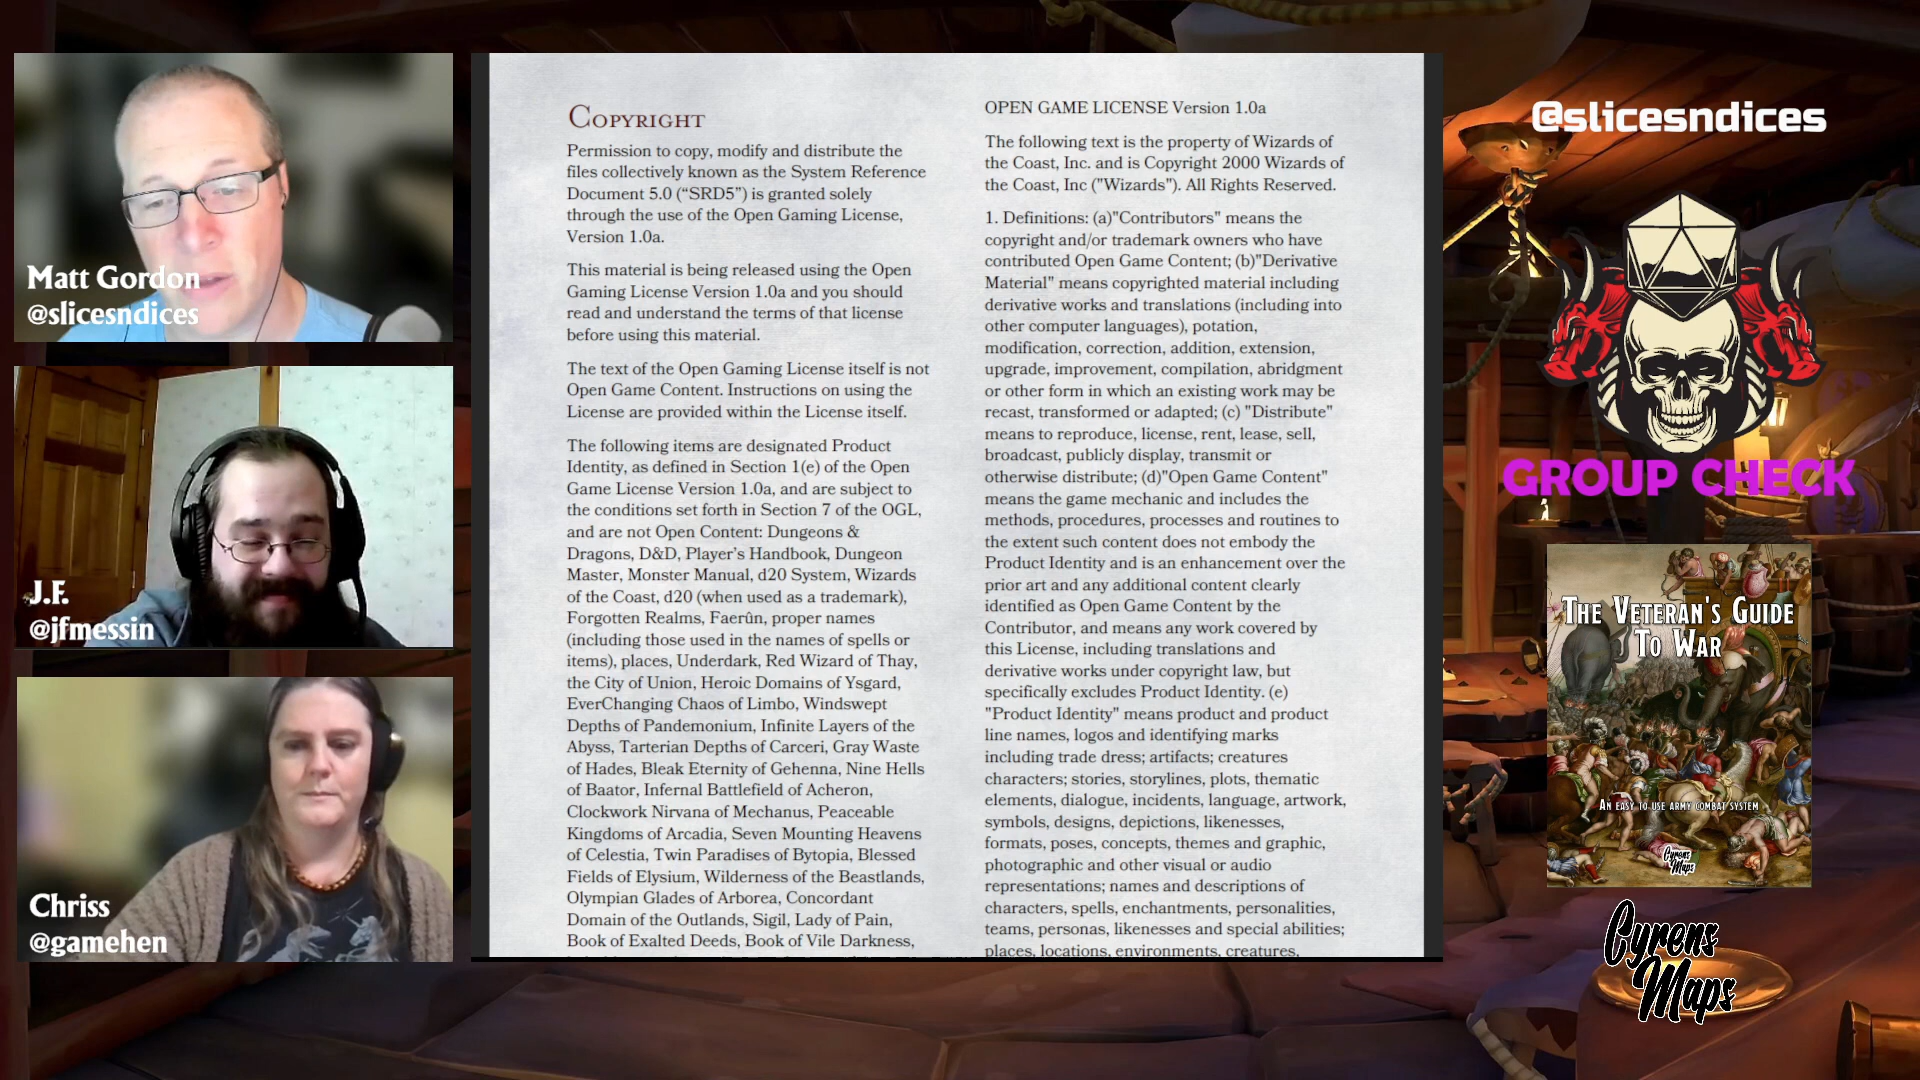 Matt Gordon
@slicesndices
J.F.
@jfmessin
Chriss
@gamehen
Copyright
Permission to copy, modify and distribute the
files collectively known as the System Reference
Document 5.0 (“SRD5”) is granted solely
through the use of the Open Gaming License,
Version 1.0a.
This material is being released using the Open
Gaming License Version 1.0a and you should
read and understand the terms of that license
before using this material.
The text of the Open Gaming License itself is not
Open Game Content. Instructions on using the
License are provided within the License itself.
The following items are designated Product
Identity, as defined in Section 1(e) of the Open
Game License Version 1.0a, and are subject to
the conditions set forth in Section 7 of the OGL,
and are not Open Content: Dungeons &
Dragons, D&D, Player’s Handbook, Dungeon
Master, Monster Manual, d20 System, Wizards
of the Coast, d20 (when used as a trademark),
Forgotten Realms, Faerûn, proper names
(including those used in the names of spells or
items), places, Underdark, Red Wizard of Thay,
the City of Union, Heroic Domains of Ysgard,
EverChanging Chaos of Limbo, Windswept
Depths of Pandemonium, Infinite Layers of the
Abyss, Tarterian Depths of Carceri, Gray Waste
of Hades, Bleak Eternity of Gehenna, Nine Hells
of Baator, Infernal Battlefield of Acheron,
Clockwork Nirvana of Mechanus, Peaceable
Kingdoms of Arcadia, Seven Mounting Heavens
of Celestia, Twin Paradises of Bytopia, Blessed
Fields of Elysium, Wilderness of the Beastlands,
Olympian Glades of Arborea, Concordant
Domain of the Outlands, Sigil, Lady of Pain,
Book of Exalted Deeds, Book of Vile Darkness,
OPEN GAME LICENSE Version 1.0a
The following text is the property of Wizards of
the Coast, Inc. and is Copyright 2000 Wizards of
the Coast, Inc ("Wizards"). All Rights Reserved.
1. Definitions: (a)"Contributors" means the
copyright and/or trademark owners who have
contributed Open Game Content; (b)"Derivative
Material" means copyrighted material including
derivative works and translations (including into
other computer languages), potation,
modification, correction, addition, extension,
upgrade, improvement, compilation, abridgment
or other form in which an existing work may be
recast, transformed or adapted; (c) "Distribute"
means to reproduce, license, rent, lease, sell,
broadcast, publicly display, transmit or
otherwise distribute; (d)"Open Game Content"
means the game mechanic and includes the
methods, procedures, processes and routines to
the extent such content does not embody the
Product Identity and is an enhancement over the
prior art and any additional content clearly
identified as Open Game Content by the
Contributor, and means any work covered by
this License, including translations and
derivative works under copyright law, but
specifically excludes Product Identity. (e)
"Product Identity" means product and product
line names, logos and identifying marks
including trade dress; artifacts; creatures
characters; stories, storylines, plots, thematic
elements, dialogue, incidents, language, artwork,
symbols, designs, depictions, likenesses,
formats, poses, concepts, themes and graphic,
photographic and other visual or audio
representations; names and descriptions of
characters, spells, enchantments, personalities,
teams, personas, likenesses and special abilities;
places, locations, environments, creatures,
@slicesndices
GROUP CHECK
The Veteran's Guide
To War
An easy to use army combat system
Cyrens
Maps
Cyrens
Maps